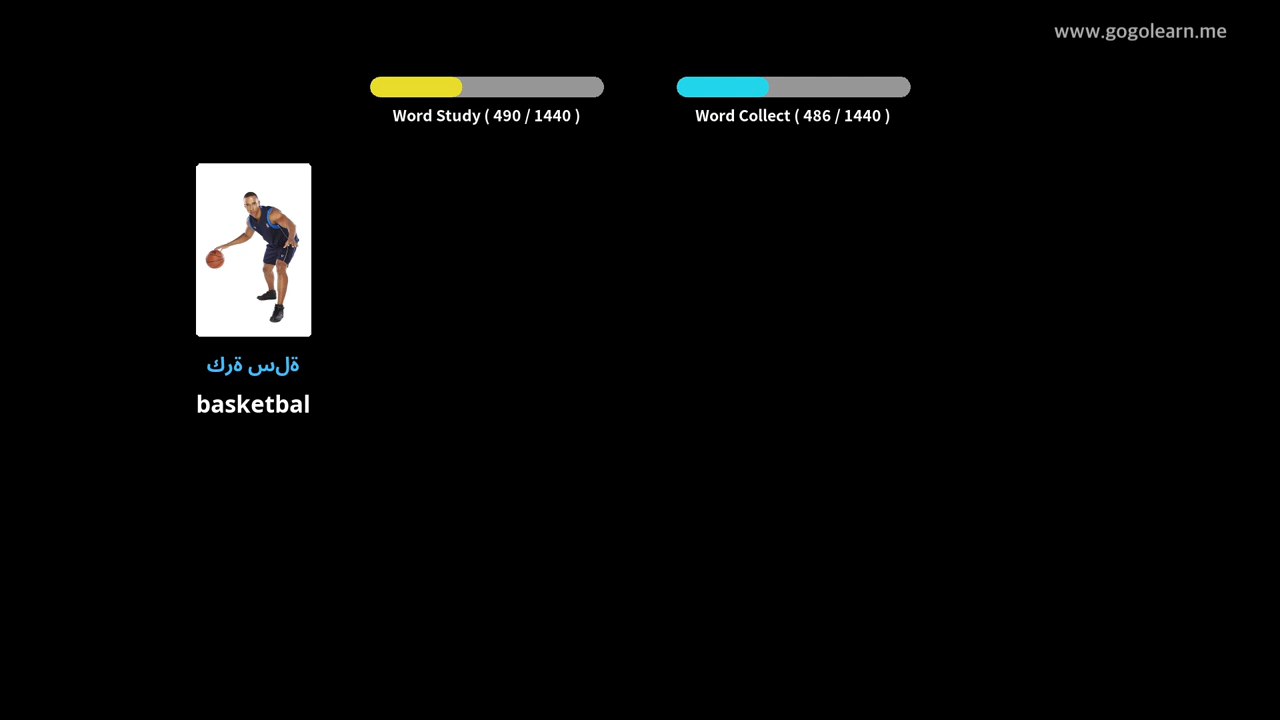 www.gogolearn.me
Word Study ( 490 / 1440 )
Word Collect ( 486 / 1440 )
ةلس ةرك
basketbal